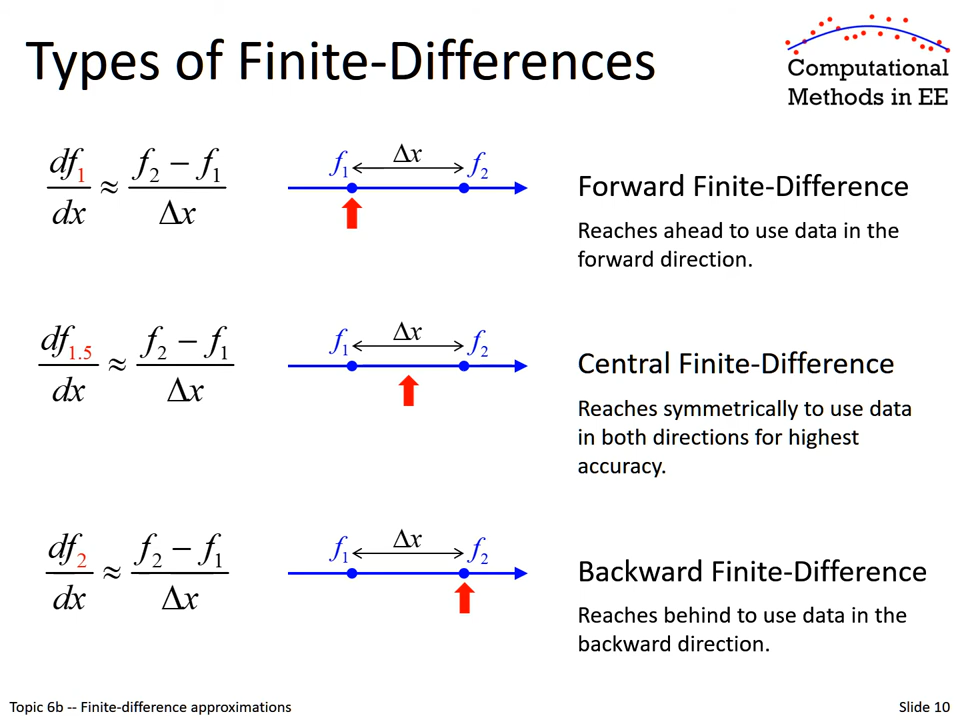 Types of Finite-Differences
Computational
Methods in EE
df₁/dx ≈ (f₂ − f₁)/Δx
f₁ Δx f₂
Forward Finite-Difference
Reaches ahead to use data in the
forward direction.
df₁.₅/dx ≈ (f₂ − f₁)/Δx
f₁ Δx f₂
Central Finite-Difference
Reaches symmetrically to use data
in both directions for highest
accuracy.
df₂/dx ≈ (f₂ − f₁)/Δx
f₁ Δx f₂
Backward Finite-Difference
Reaches behind to use data in the
backward direction.
Topic 6b -- Finite-difference approximations
Slide 10